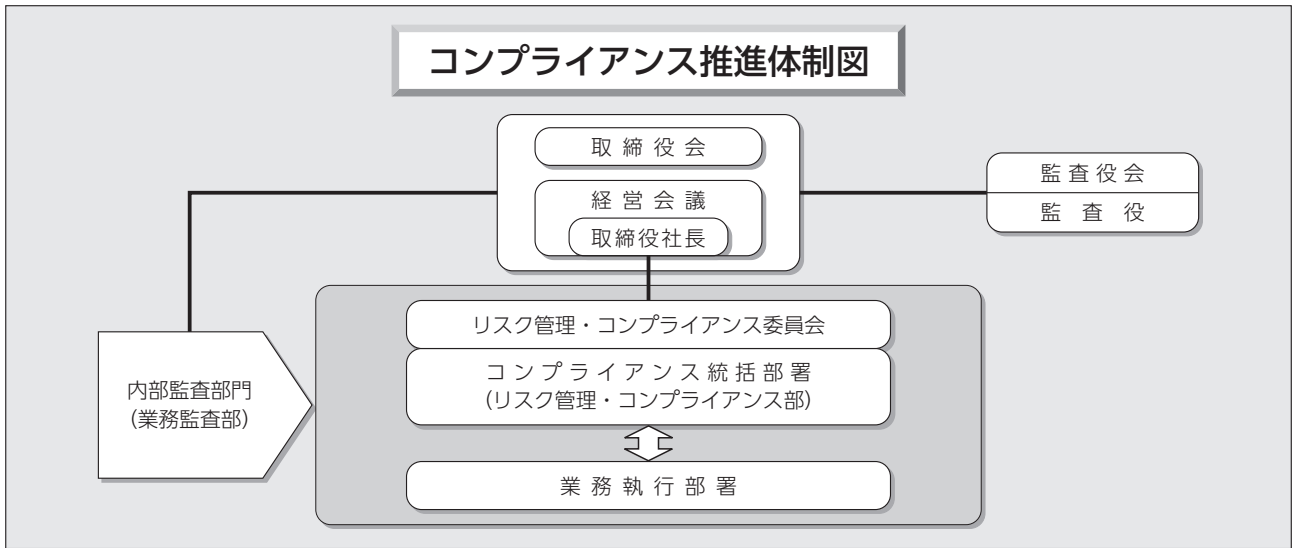 コンプライアンス推進体制図
取締役会
経営会議
取締役社長
監査役会
監査役
リスク管理・コンプライアンス委員会
コンプライアンス統括部署
（リスク管理・コンプライアンス部）
内部監査部門
（業務監査部）
業務執行部署